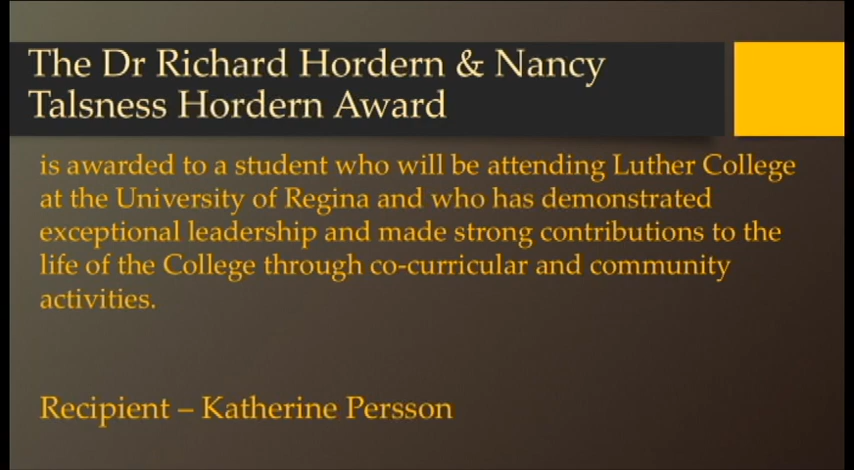 The Dr Richard Hordern & Nancy
Talsness Hordern Award
is awarded to a student who will be attending Luther College
at the University of Regina and who has demonstrated
exceptional leadership and made strong contributions to the
life of the College through co-curricular and community
activities.
Recipient – Katherine Persson